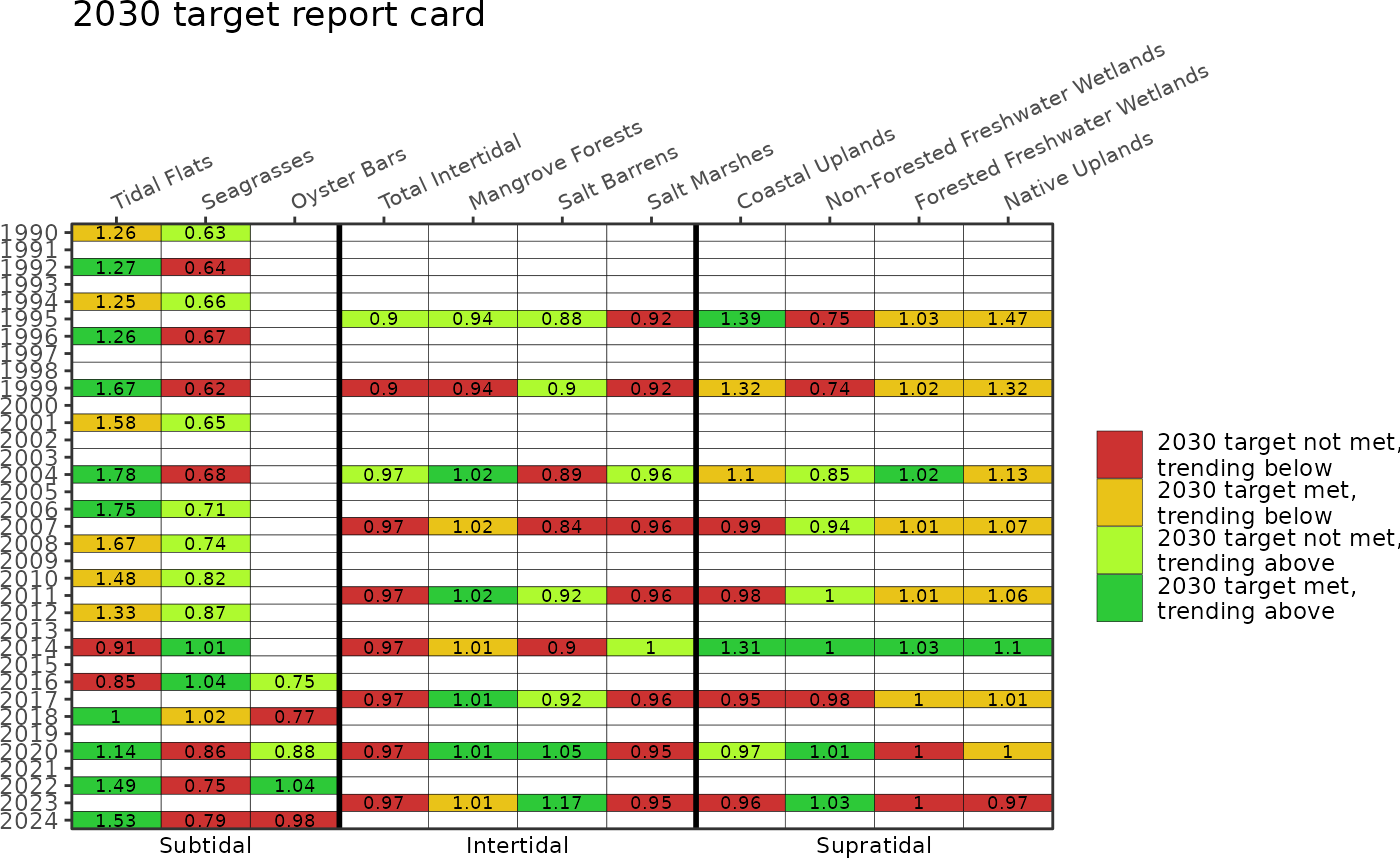 2030 target report card
Tidal Flats
Seagrasses
Oyster Bars
Total Intertidal
Mangrove Forests
Salt Barrens
Salt Marshes
Coastal Uplands
Non-Forested Freshwater Wetlands
Forested Freshwater Wetlands
Native Uplands
1990 1.26 0.63
1991
1992 1.27 0.64
1993
1994 1.25 0.66
1995 0.9 0.94 0.88 0.92 1.39 0.75 1.03 1.47
1996 1.26 0.67
1997
1998
1999 1.67 0.62 0.9 0.94 0.9 0.92 1.32 0.74 1.02 1.32
2000
2001 1.58 0.65
2002
2003
2004 1.78 0.68 0.97 1.02 0.89 0.96 1.1 0.85 1.02 1.13
2005
2006 1.75 0.71
2007 0.97 1.02 0.84 0.96 0.99 0.94 1.01 1.07
2008 1.67 0.74
2009
2010 1.48 0.82
2011 0.97 1.02 0.92 0.96 0.98 1 1.01 1.06
2012 1.33 0.87
2013
2014 0.91 1.01 0.97 1.01 0.9 1 1.31 1 1.03 1.1
2015
2016 0.85 1.04 0.75
2017 0.97 1.01 0.92 0.96 0.95 0.98 1 1.01
2018 1 1.02 0.77
2019
2020 1.14 0.86 0.88 0.97 1.01 1.05 0.95 0.97 1.01 1 1
2021
2022 1.49 0.75 1.04
2023 0.97 1.01 1.17 0.95 0.96 1.03 1 0.97
2024 1.53 0.79 0.98
Subtidal Intertidal Supratidal
2030 target not met,
trending below
2030 target met,
trending below
2030 target not met,
trending above
2030 target met,
trending above